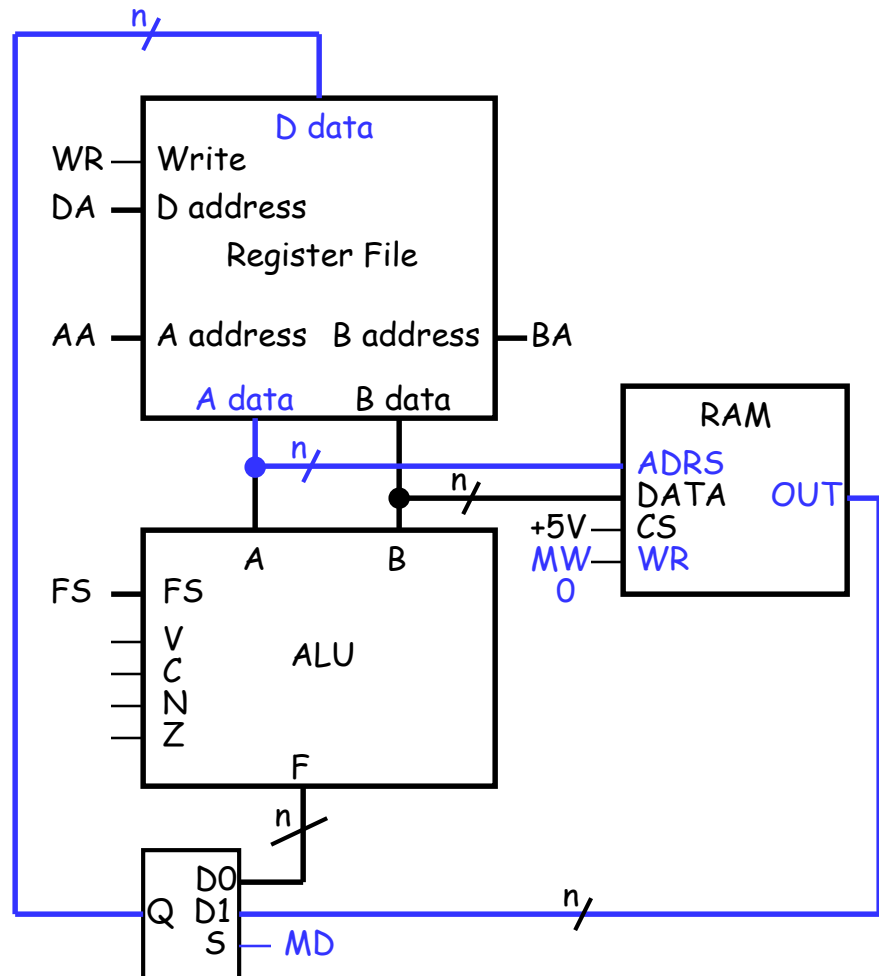 n
D data
WR Write
DA D address
Register File
AA A address B address BA
A data B data
RAM
n ADRS
n DATA OUT
+5V CS
MW WR
0
A B
FS FS
V
ALU
C
N
Z
F
n
D0
Q D1 n
S MD